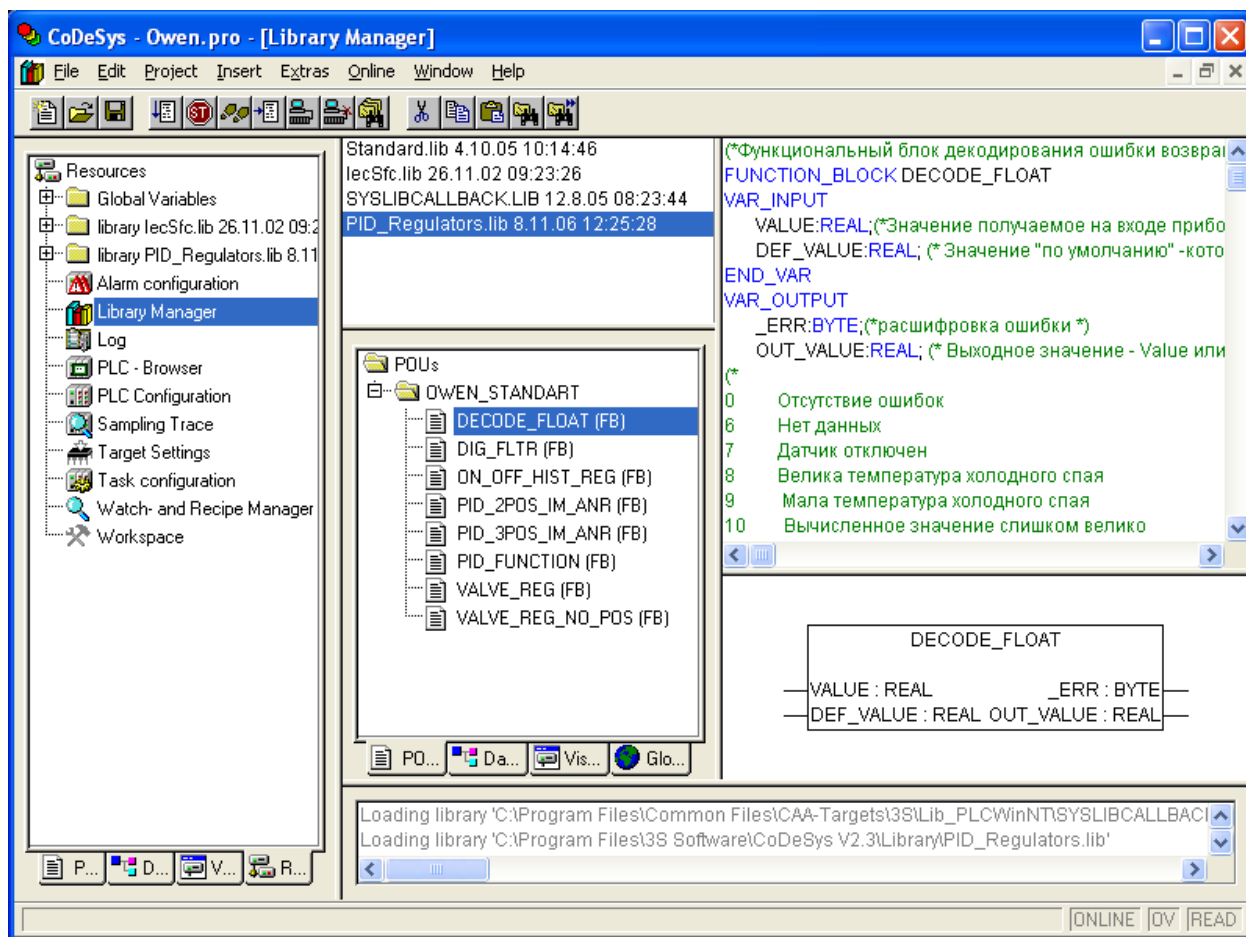 CoDeSys - Owen.pro - [Library Manager]
File Edit Project Insert Extras Online Window Help
Resources
Global Variables
library IecSfc.lib 26.11.02 09:2
library PID_Regulators.lib 8.11
Alarm configuration
Library Manager
Log
PLC - Browser
PLC Configuration
Sampling Trace
Target Settings
Task configuration
Watch- and Recipe Manager
Workspace
P... D... V... R...
Standard.lib 4.10.05 10:14:46
IecSfc.lib 26.11.02 09:23:26
SYSLIBCALLBACK.LIB 12.8.05 08:23:44
PID_Regulators.lib 8.11.06 12:25:28
POUs
OWEN_STANDART
DECODE_FLOAT (FB)
DIG_FLTR (FB)
ON_OFF_HIST_REG (FB)
PID_2POS_IM_ANR (FB)
PID_3POS_IM_ANR (FB)
PID_FUNCTION (FB)
VALVE_REG (FB)
VALVE_REG_NO_POS (FB)
PO... Da... Vis... Glo...
(*Функциональный блок декодирования ошибки возвра
FUNCTION_BLOCK DECODE_FLOAT
VAR_INPUT
VALUE:REAL;(*Значение получаемое на входе прибо
DEF_VALUE:REAL; (* Значение "по умолчанию" -кото
END_VAR
VAR_OUTPUT
_ERR:BYTE;(*расшифровка ошибки *)
OUT_VALUE:REAL; (* Выходное значение - Value или
(*
0 Отсутствие ошибок
6 Нет данных
7 Датчик отключен
8 Велика температура холодного спая
9 Мала температура холодного спая
10 Вычисленное значение слишком велико
DECODE_FLOAT
VALUE : REAL _ERR : BYTE
DEF_VALUE : REAL OUT_VALUE : REAL
Loading library 'C:\Program Files\Common Files\CAA-Targets\3S\Lib_PLCWinNT\SYSLIBCALLBAC
Loading library 'C:\Program Files\3S Software\CoDeSys V2.3\Library\PID_Regulators.lib'
ONLINE OV READ